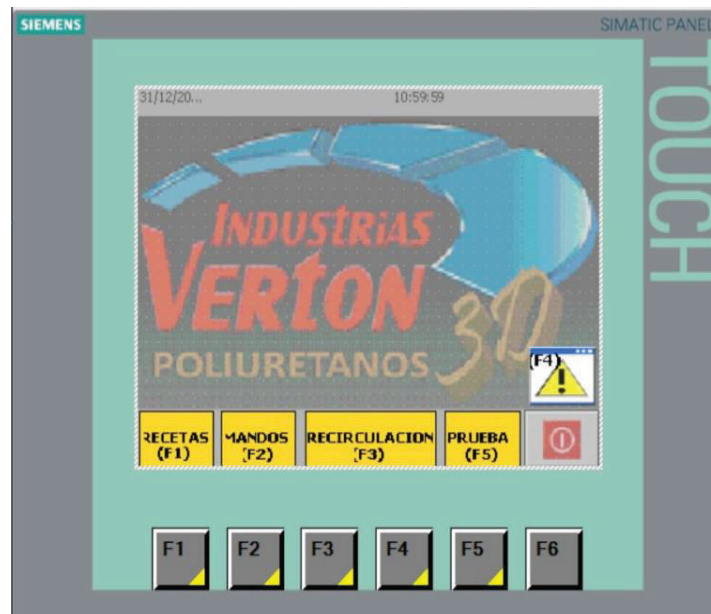 SIEMENS
SIMATIC PANEL
TOUCH
31/12/20... 10:59:59
INDUSTRIAS
VERTON 3D
POLIURETANOS
(F4)
RECETAS MANDOS RECIRCULACION PRUEBA
(F1) (F2) (F3) (F5)
F1 F2 F3 F4 F5 F6